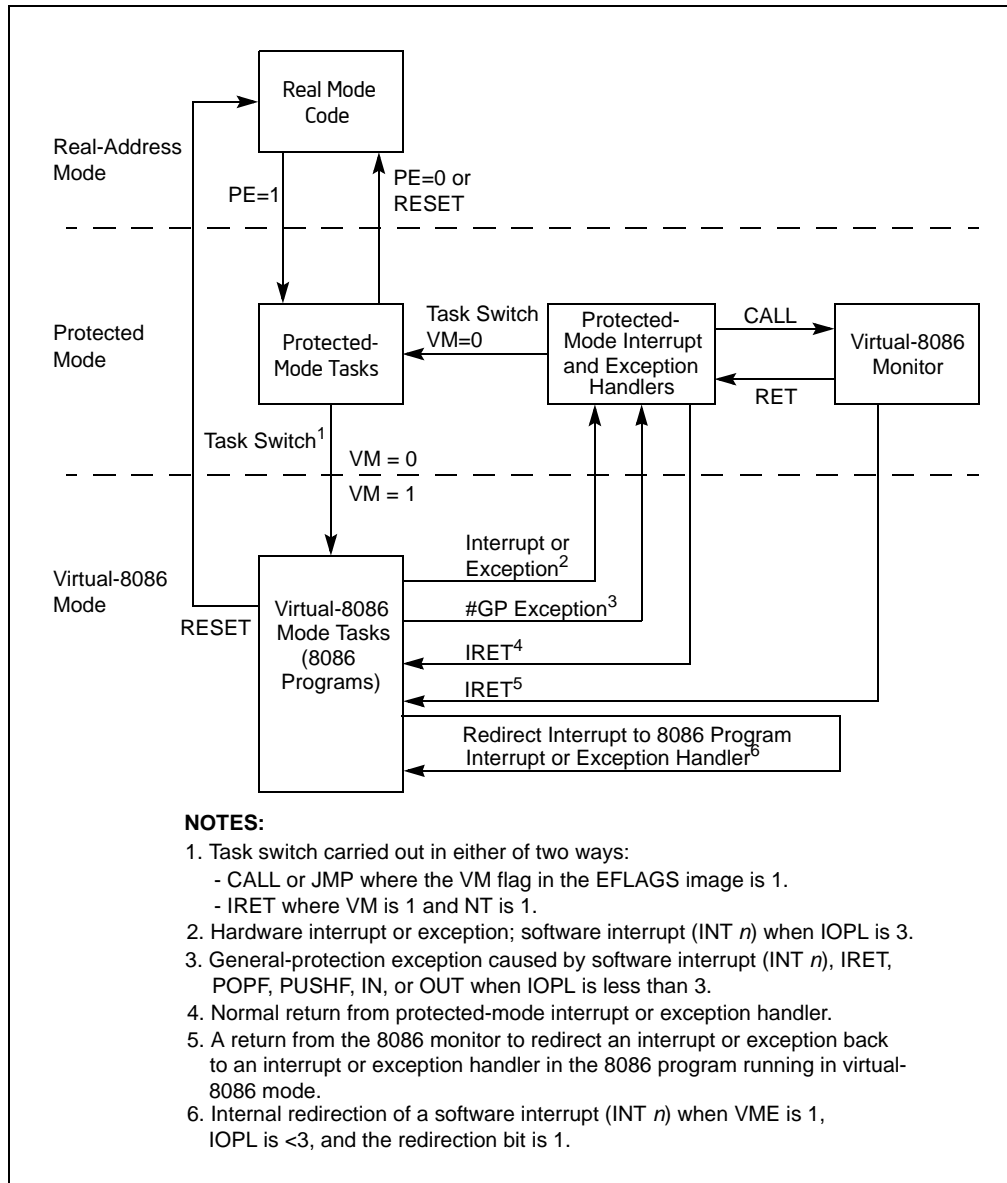 Real Mode
Code
Real-Address
Mode
PE=1
PE=0 or
RESET
Protected
Mode
Protected-
Mode Tasks
Task Switch
VM=0
Protected-
Mode Interrupt
and Exception
Handlers
CALL
RET
Virtual-8086
Monitor
Task Switch1
VM = 0
VM = 1
Virtual-8086
Mode
RESET
Virtual-8086
Mode Tasks
(8086
Programs)
Interrupt or
Exception2
#GP Exception3
IRET4
IRET5
Redirect Interrupt to 8086 Program
Interrupt or Exception Handler6
NOTES:
1. Task switch carried out in either of two ways:
- CALL or JMP where the VM flag in the EFLAGS image is 1.
- IRET where VM is 1 and NT is 1.
2. Hardware interrupt or exception; software interrupt (INT n) when IOPL is 3.
3. General-protection exception caused by software interrupt (INT n), IRET,
POPF, PUSHF, IN, or OUT when IOPL is less than 3.
4. Normal return from protected-mode interrupt or exception handler.
5. A return from the 8086 monitor to redirect an interrupt or exception back
to an interrupt or exception handler in the 8086 program running in virtual-
8086 mode.
6. Internal redirection of a software interrupt (INT n) when VME is 1,
IOPL is <3, and the redirection bit is 1.